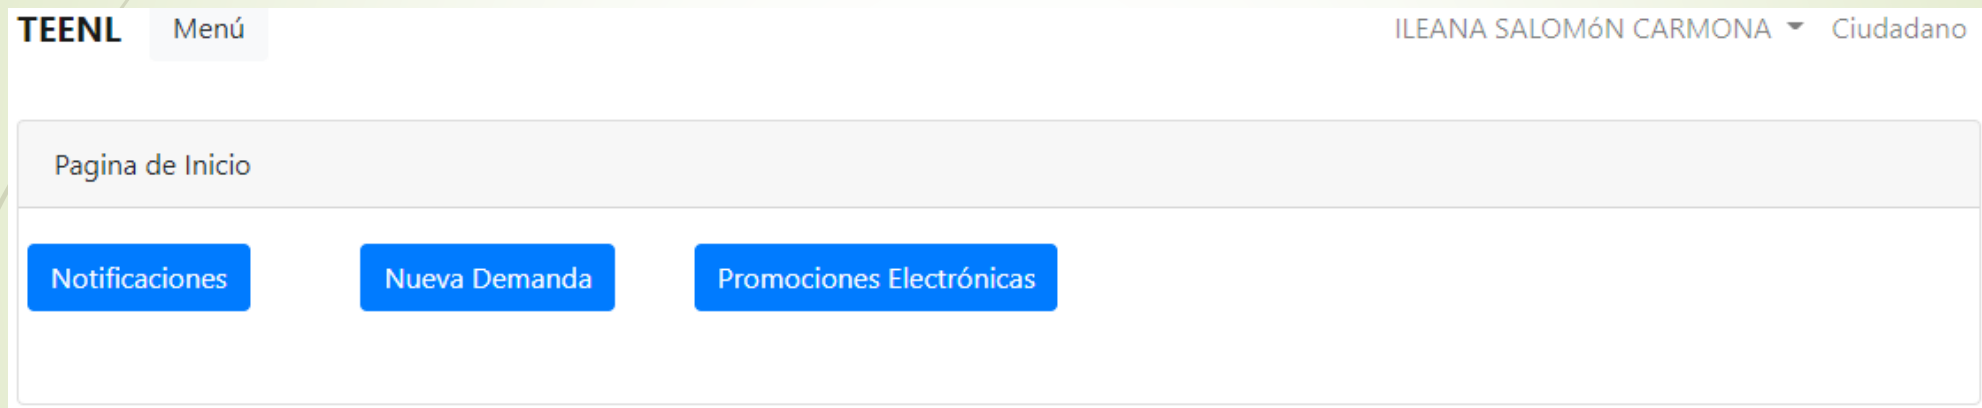 TEENL Menú ILEANA SALOMóN CARMONA Ciudadano
Pagina de Inicio
Notificaciones Nueva Demanda Promociones Electrónicas